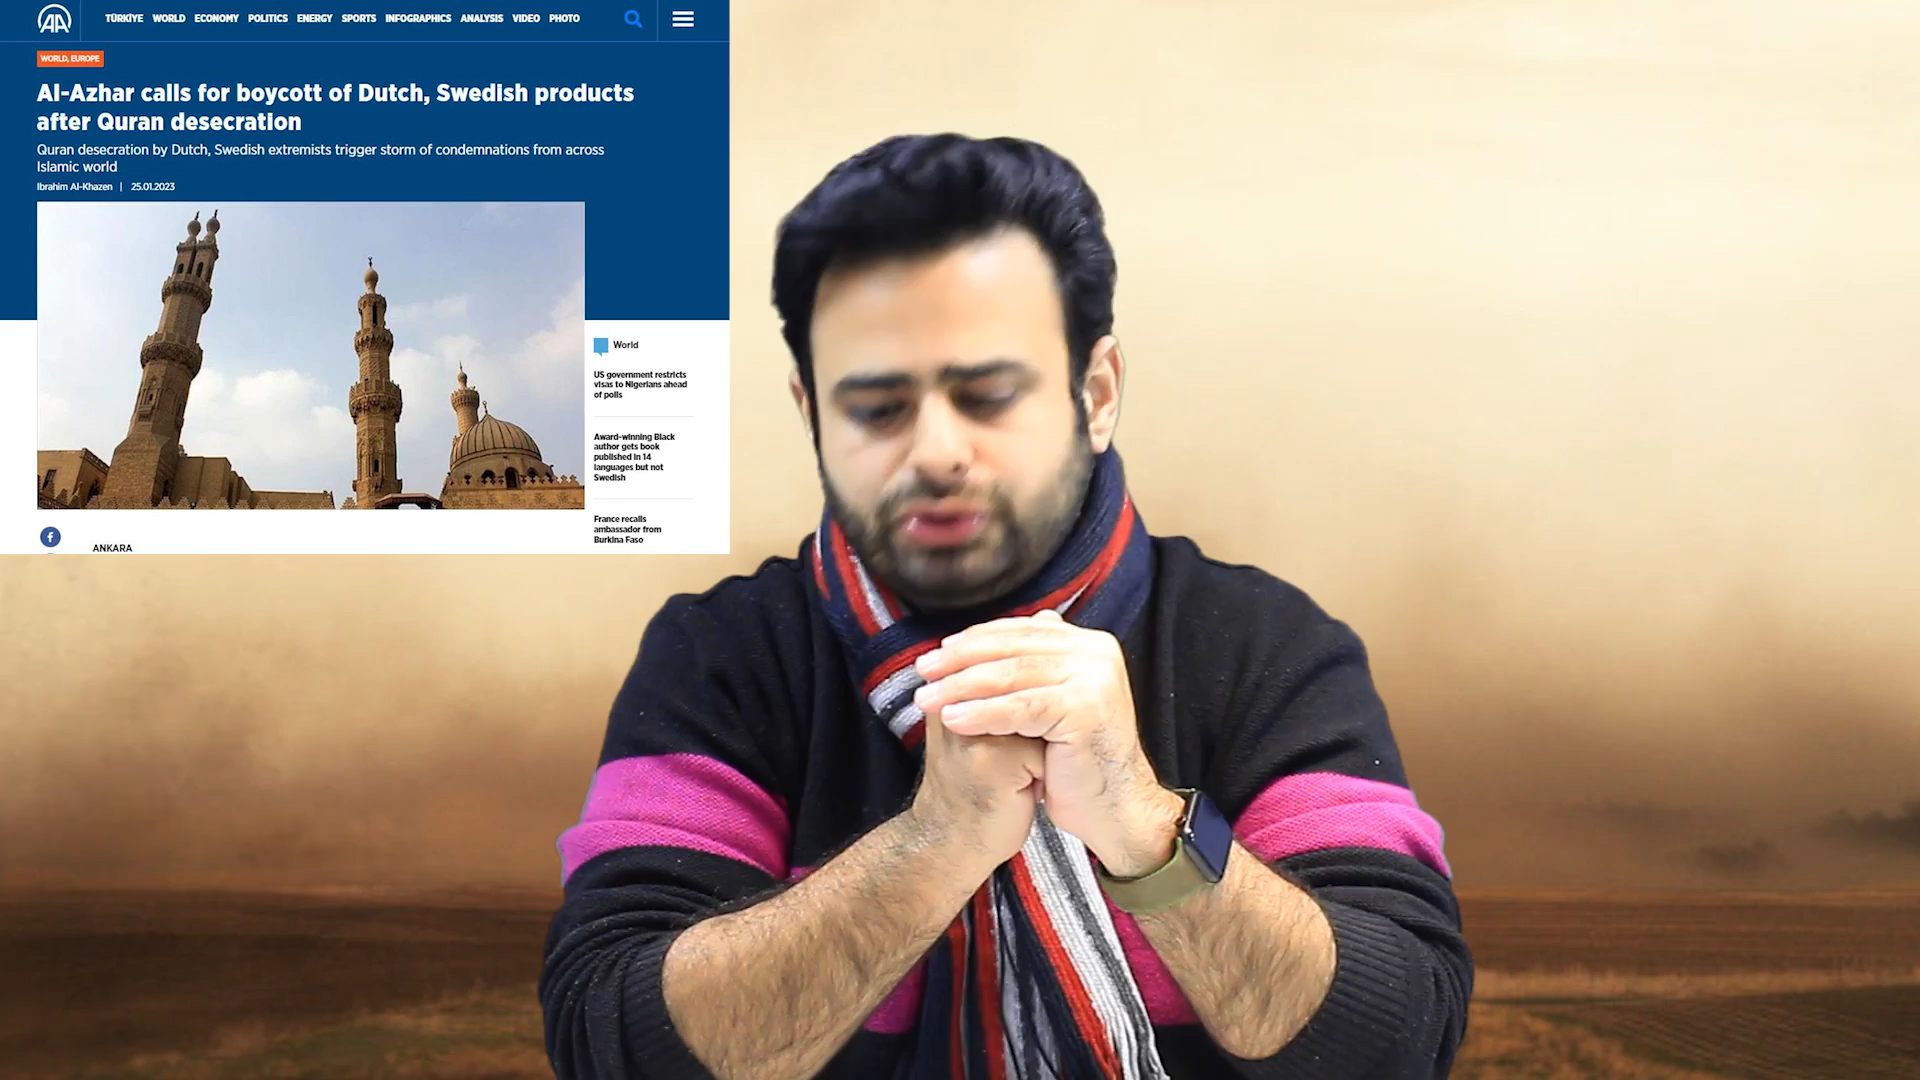 AA
TÜRKİYE WORLD ECONOMY POLITICS ENERGY SPORTS INFOGRAPHICS ANALYSIS VIDEO PHOTO
WORLD, EUROPE
Al-Azhar calls for boycott of Dutch, Swedish products
after Quran desecration
Quran desecration by Dutch, Swedish extremists trigger storm of condemnations from across
Islamic world
Ibrahim Al-Khazen | 25.01.2023
World
US government restricts
visas to Nigerians ahead
of polls
Award-winning Black
author gets book
published in 14
languages but not
Swedish
France recalls
ambassador from
Burkina Faso
f
ANKARA